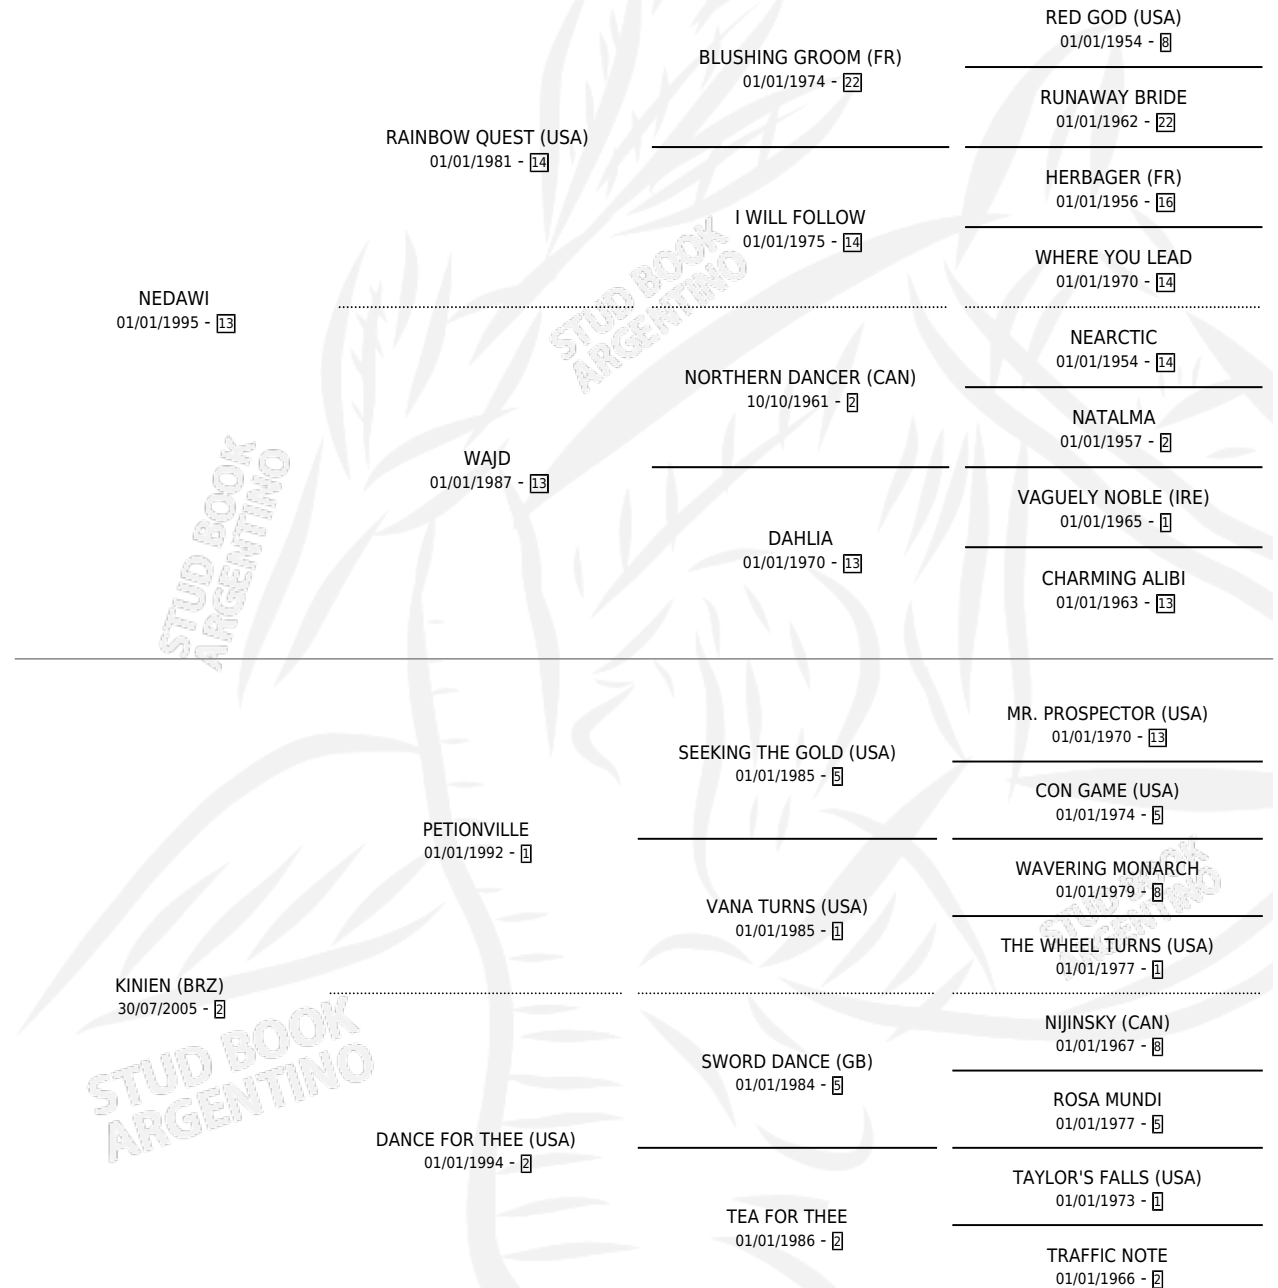 RED GOD (USA)
01/01/1954 - 8
BLUSHING GROOM (FR)
01/01/1974 - 22
RUNAWAY BRIDE
01/01/1962 - 22
RAINBOW QUEST (USA)
01/01/1981 - 14
HERBAGER (FR)
01/01/1956 - 16
I WILL FOLLOW
01/01/1975 - 14
WHERE YOU LEAD
01/01/1970 - 14
STUD BOOK
ARGENTINO
NEDAWI
01/01/1995 - 13
NEARCTIC
01/01/1954 - 14
NORTHERN DANCER (CAN)
10/10/1961 - 2
NATALMA
01/01/1957 - 2
WAJD
01/01/1987 - 13
VAGUELY NOBLE (IRE)
01/01/1965 - 1
DAHLIA
01/01/1970 - 13
CHARMING ALIBI
01/01/1963 - 13
STUD BOOK
ARGENTINO
MR. PROSPECTOR (USA)
01/01/1970 - 13
SEEKING THE GOLD (USA)
01/01/1985 - 5
CON GAME (USA)
01/01/1974 - 5
PETIONVILLE
01/01/1992 - 1
WAVERING MONARCH
01/01/1979 - 8
VANA TURNS (USA)
01/01/1985 - 1
THE WHEEL TURNS (USA)
01/01/1977 - 1
STUD BOOK
ARGENTINO
KINIEN (BRZ)
30/07/2005 - 2
NIJINSKY (CAN)
01/01/1967 - 8
SWORD DANCE (GB)
01/01/1984 - 5
ROSA MUNDI
01/01/1977 - 5
STUD BOOK
ARGENTINO
DANCE FOR THEE (USA)
01/01/1994 - 2
TAYLOR'S FALLS (USA)
01/01/1973 - 1
TEA FOR THEE
01/01/1986 - 2
TRAFFIC NOTE
01/01/1966 - 2